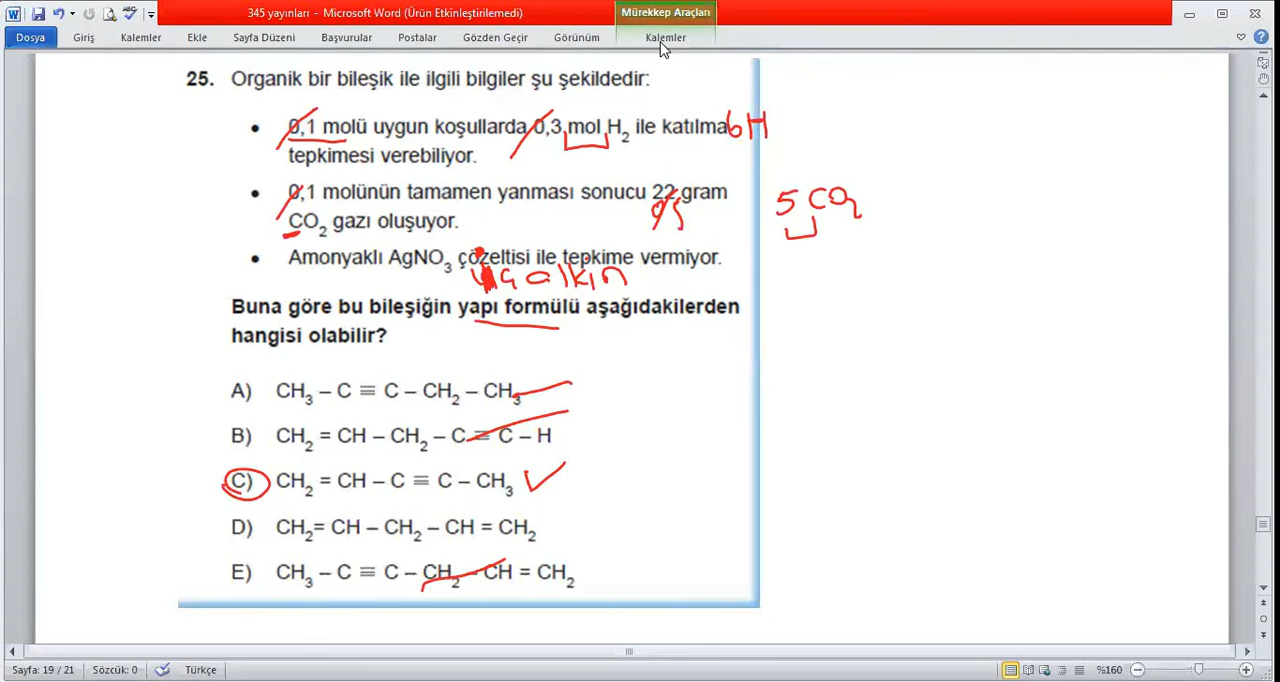 345 yayınları - Microsoft Word (Ürün Etkinleştirilemedi)
Mürekkep Araçları
Dosya Giriş Kalemler Ekle Sayfa Düzeni Başvurular Postalar Gözden Geçir Görünüm Kalemler
25. Organik bir bileşik ile ilgili bilgiler şu şekildedir:
• 0,1 molü uygun koşullarda 0,3 mol H₂ ile katılma 6H
tepkimesi verebiliyor.
• 0,1 molünün tamamen yanması sonucu 22 gram
0,5
5 CO₂
CO₂ gazı oluşuyor.
• Amonyaklı AgNO₃ çözeltisi ile tepkime vermiyor.
uç alkin
Buna göre bu bileşiğin yapı formülü aşağıdakilerden
hangisi olabilir?
A) CH₃ – C ≡ C – CH₂ – CH₃
B) CH₂ = CH – CH₂ – C ≡ C – H
C) CH₂ = CH – C ≡ C – CH₃
D) CH₂= CH – CH₂ – CH = CH₂
E) CH₃ – C ≡ C – CH₂ – CH = CH₂
Sayfa: 19 / 21 Sözcük: 0 Türkçe %160